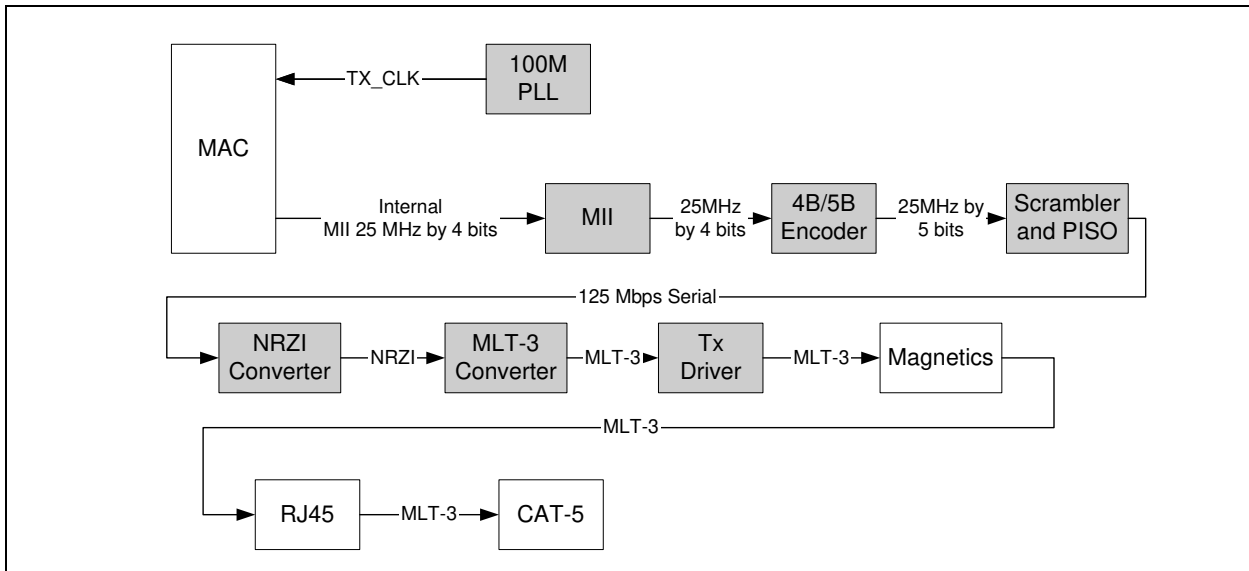 100M
PLL
TX_CLK
MAC
Internal
MII 25 MHz by 4 bits
MII
25MHz
by 4 bits
4B/5B
Encoder
25MHz by
5 bits
Scrambler
and PISO
125 Mbps Serial
NRZI
Converter
NRZI
MLT-3
Converter
MLT-3
Tx
Driver
MLT-3
Magnetics
MLT-3
RJ45
MLT-3
CAT-5